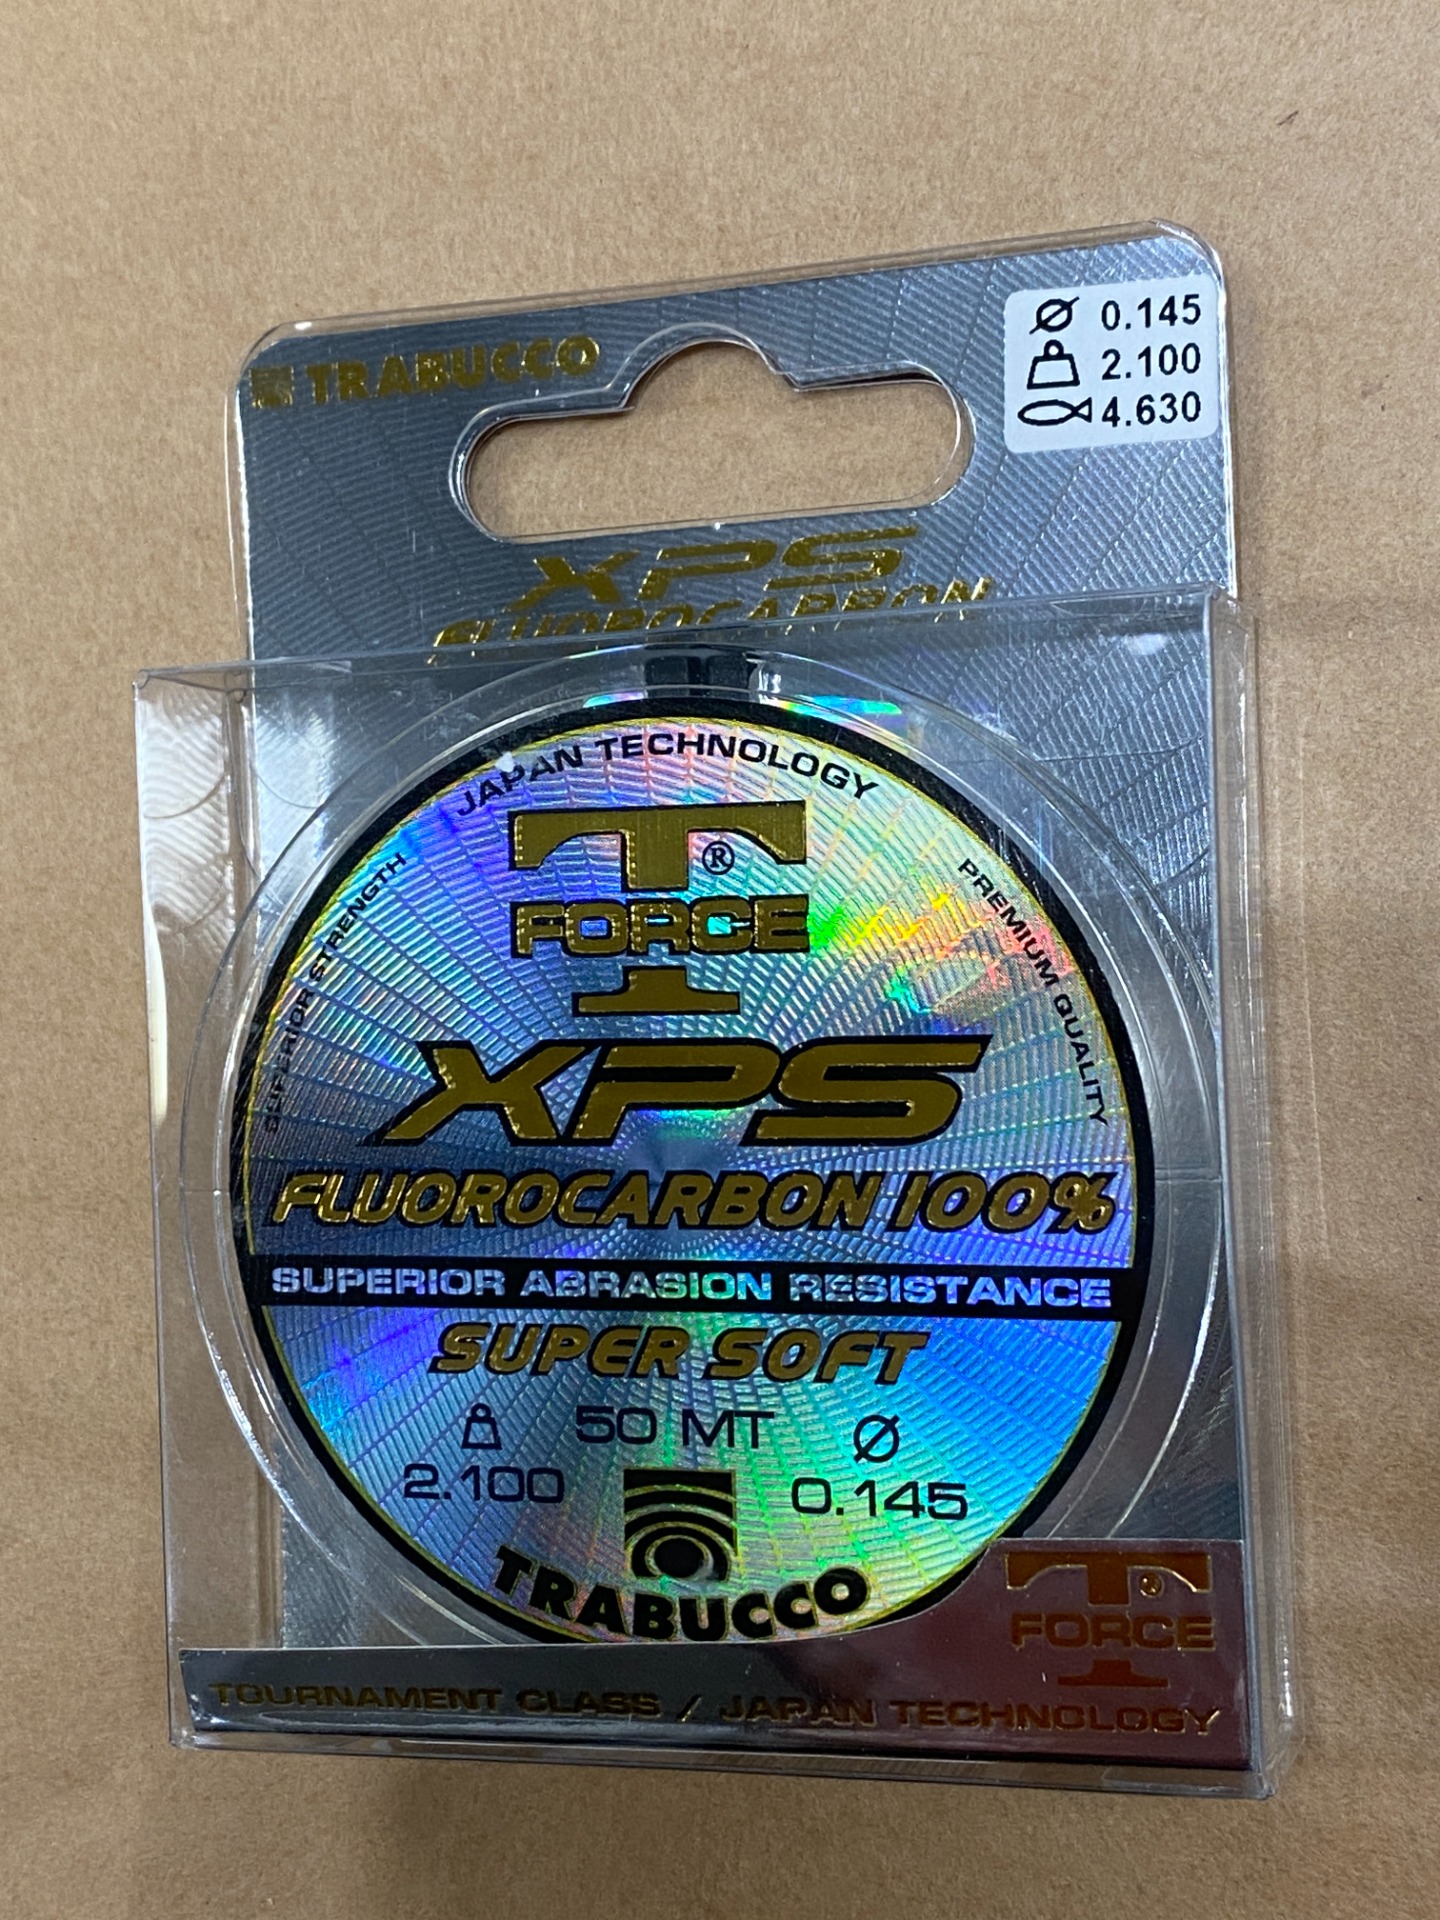 TRABUCCO
Ø 0.145
2.100
4.630
XPS
FLUOROCARBON
JAPAN TECHNOLOGY
SUPERIOR STRENGTH
PREMIUM QUALITY
T®
FORCE
XPS
FLUOROCARBON 100%
SUPERIOR ABRASION RESISTANCE
SUPER SOFT
50 MT Ø
2.100 0.145
TRABUCCO
T®
FORCE
TOURNAMENT CLASS / JAPAN TECHNOLOGY